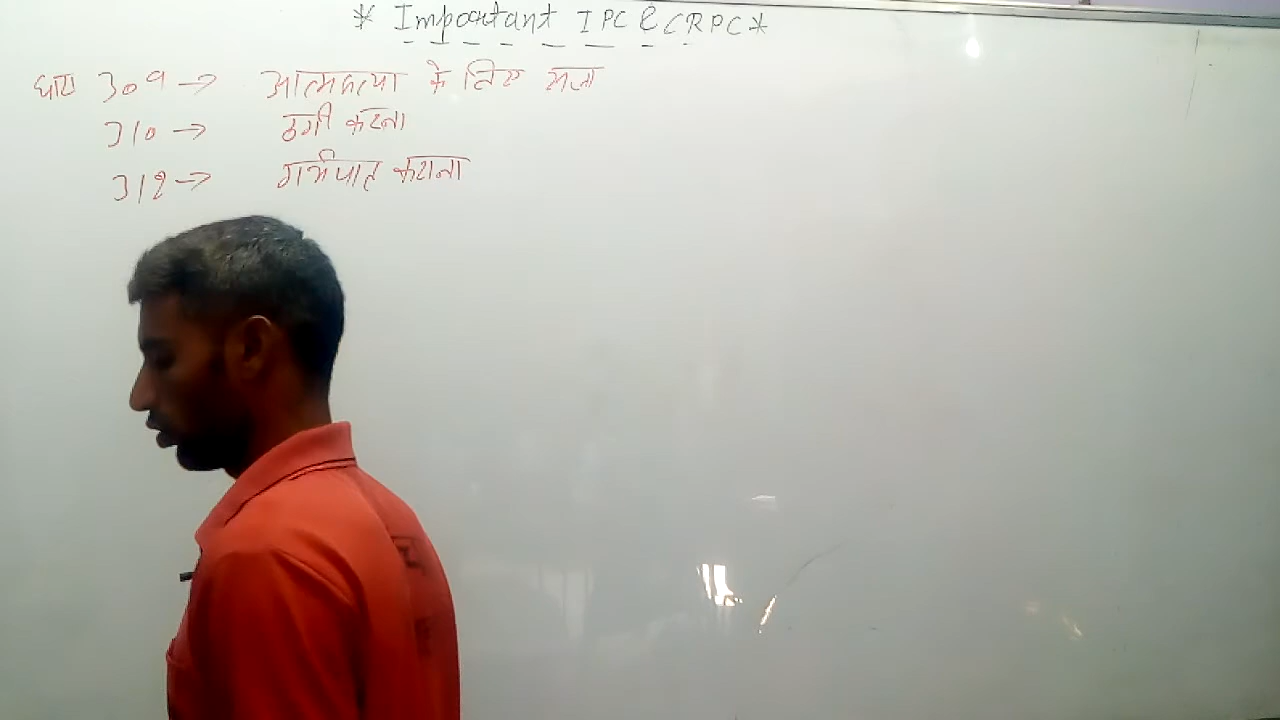 * Important IPC & CRPC *
धारा 309 → आत्महत्या के लिए सजा
310 → ठगी करना
312 → गर्भपात कराना